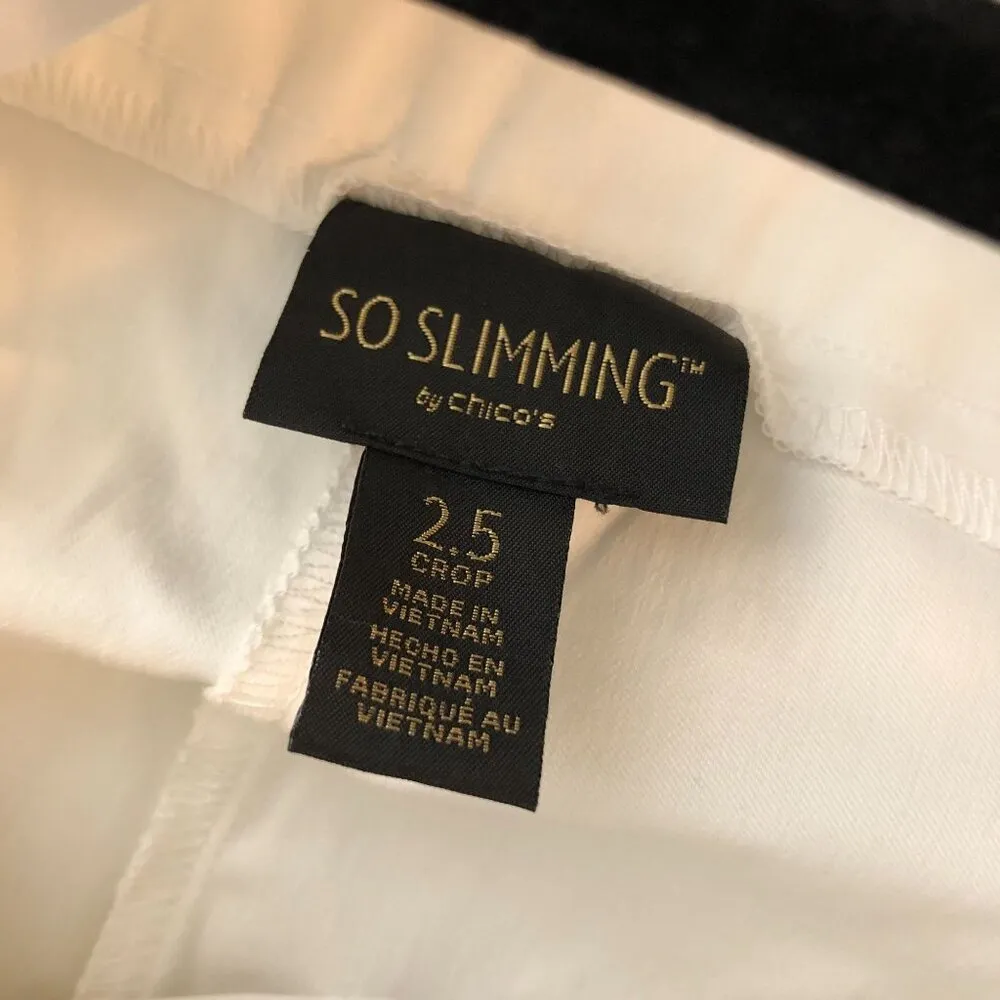 SO SLIMMING™
by chico's
2.5
CROP
MADE IN
VIETNAM
HECHO EN
VIETNAM
FABRIQUÉ AU
VIETNAM